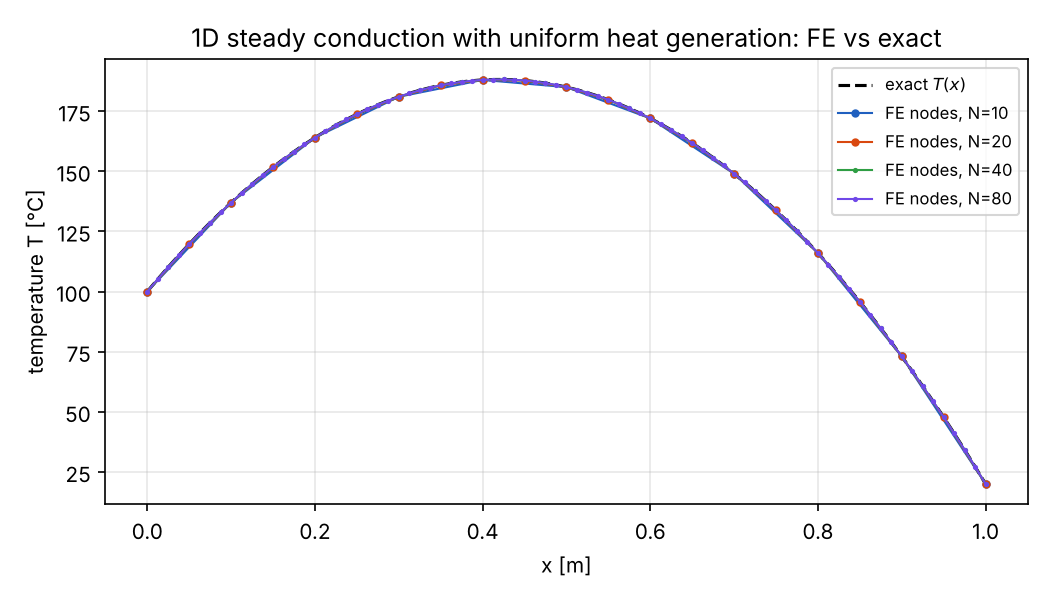 1D steady conduction with uniform heat generation: FE vs exact
exact T(x)
FE nodes, N=10
FE nodes, N=20
FE nodes, N=40
FE nodes, N=80
temperature T [°C]
175
150
125
100
75
50
25
0.0 0.2 0.4 0.6 0.8 1.0
x [m]